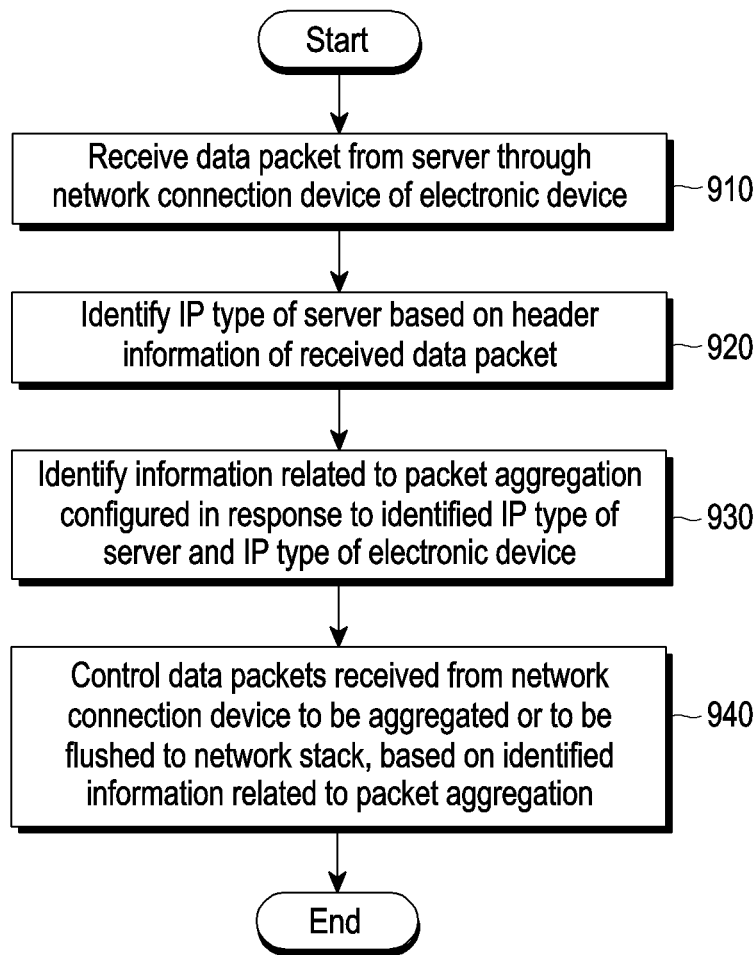 Start
Receive data packet from server through
network connection device of electronic device
910
Identify IP type of server based on header
information of received data packet
920
Identify information related to packet aggregation
configured in response to identified IP type of
server and IP type of electronic device
930
Control data packets received from network
connection device to be aggregated or to be
flushed to network stack, based on identified
information related to packet aggregation
940
End